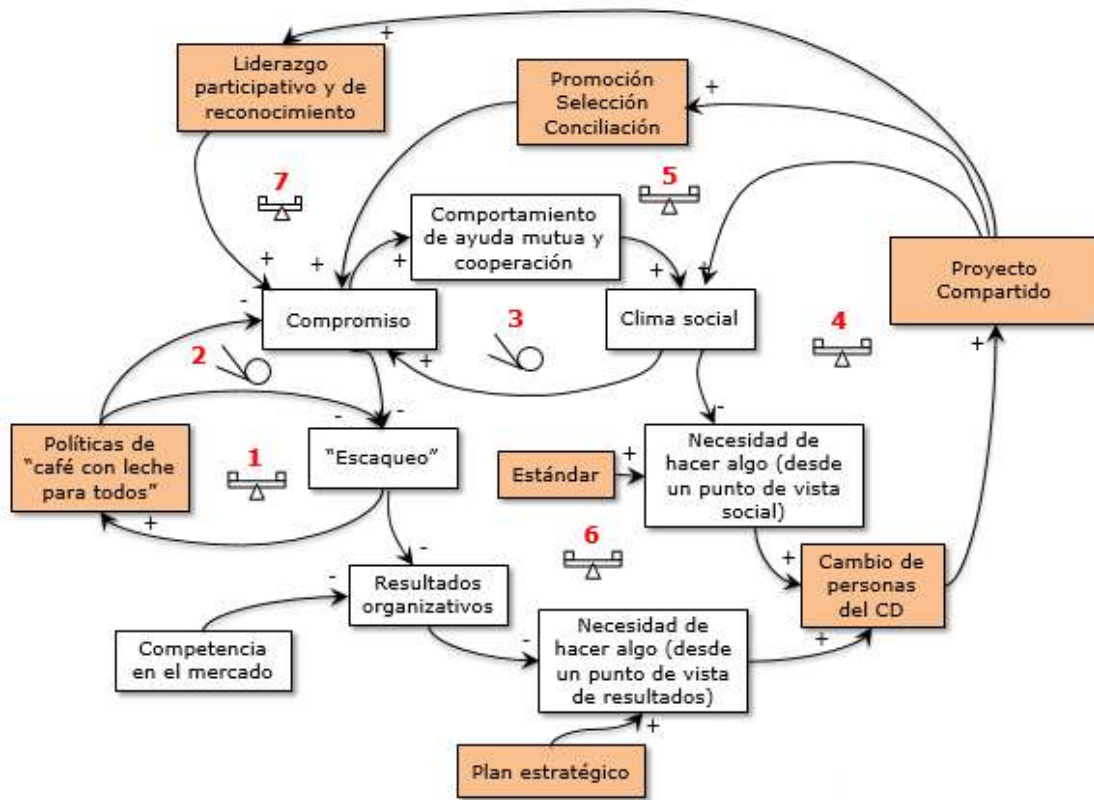 +
Liderazgo
participativo y de
reconocimiento
Promoción
Selección
Conciliación
+
7
5
Comportamiento
de ayuda mutua y
cooperación
+
+
+
+
+
Proyecto
Compartido
-
Compromiso
3
Clima social
4
2
+
+
-
-
-
Políticas de
"café con leche
para todos"
1
"Escaqueo"
Estándar
+
Necesidad de
hacer algo (desde
un punto de vista
social)
+
-
6
+
Cambio de
personas
del CD
-
Resultados
organizativos
Competencia
en el mercado
-
Necesidad de
hacer algo (desde
un punto de vista
de resultados)
+
+
Plan estratégico